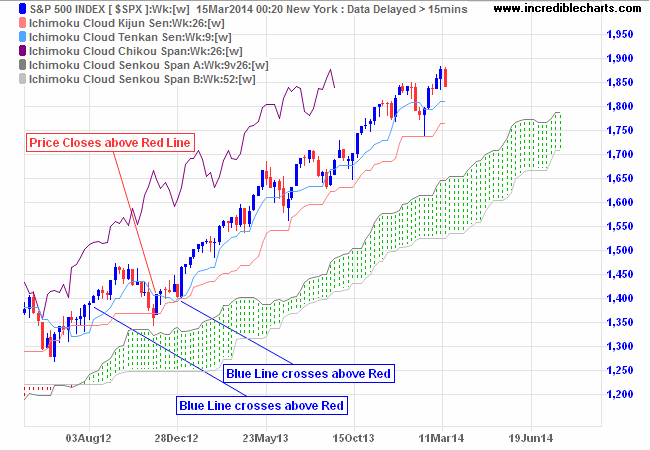 www.incrediblecharts.com
S&P 500 INDEX [ $SPX ]:Wk:[w] 15Mar2014 00:20 New York : Data Delayed > 15mins
Ichimoku Cloud Kijun Sen:Wk:26:[w]
Ichimoku Cloud Tenkan Sen:Wk:9:[w]
Ichimoku Cloud Chikou Span:Wk:26:[w]
Ichimoku Cloud Senkou Span A:Wk:9v26:[w]
Ichimoku Cloud Senkou Span B:Wk:52:[w]
1,950
1,900
1,850
1,800
1,750
1,700
1,650
1,600
1,550
1,500
1,450
1,400
1,350
1,300
1,250
1,200
Price Closes above Red Line
Blue Line crosses above Red
Blue Line crosses above Red
03Aug12 28Dec12 23May13 15Oct13 11Mar14 19Jun14